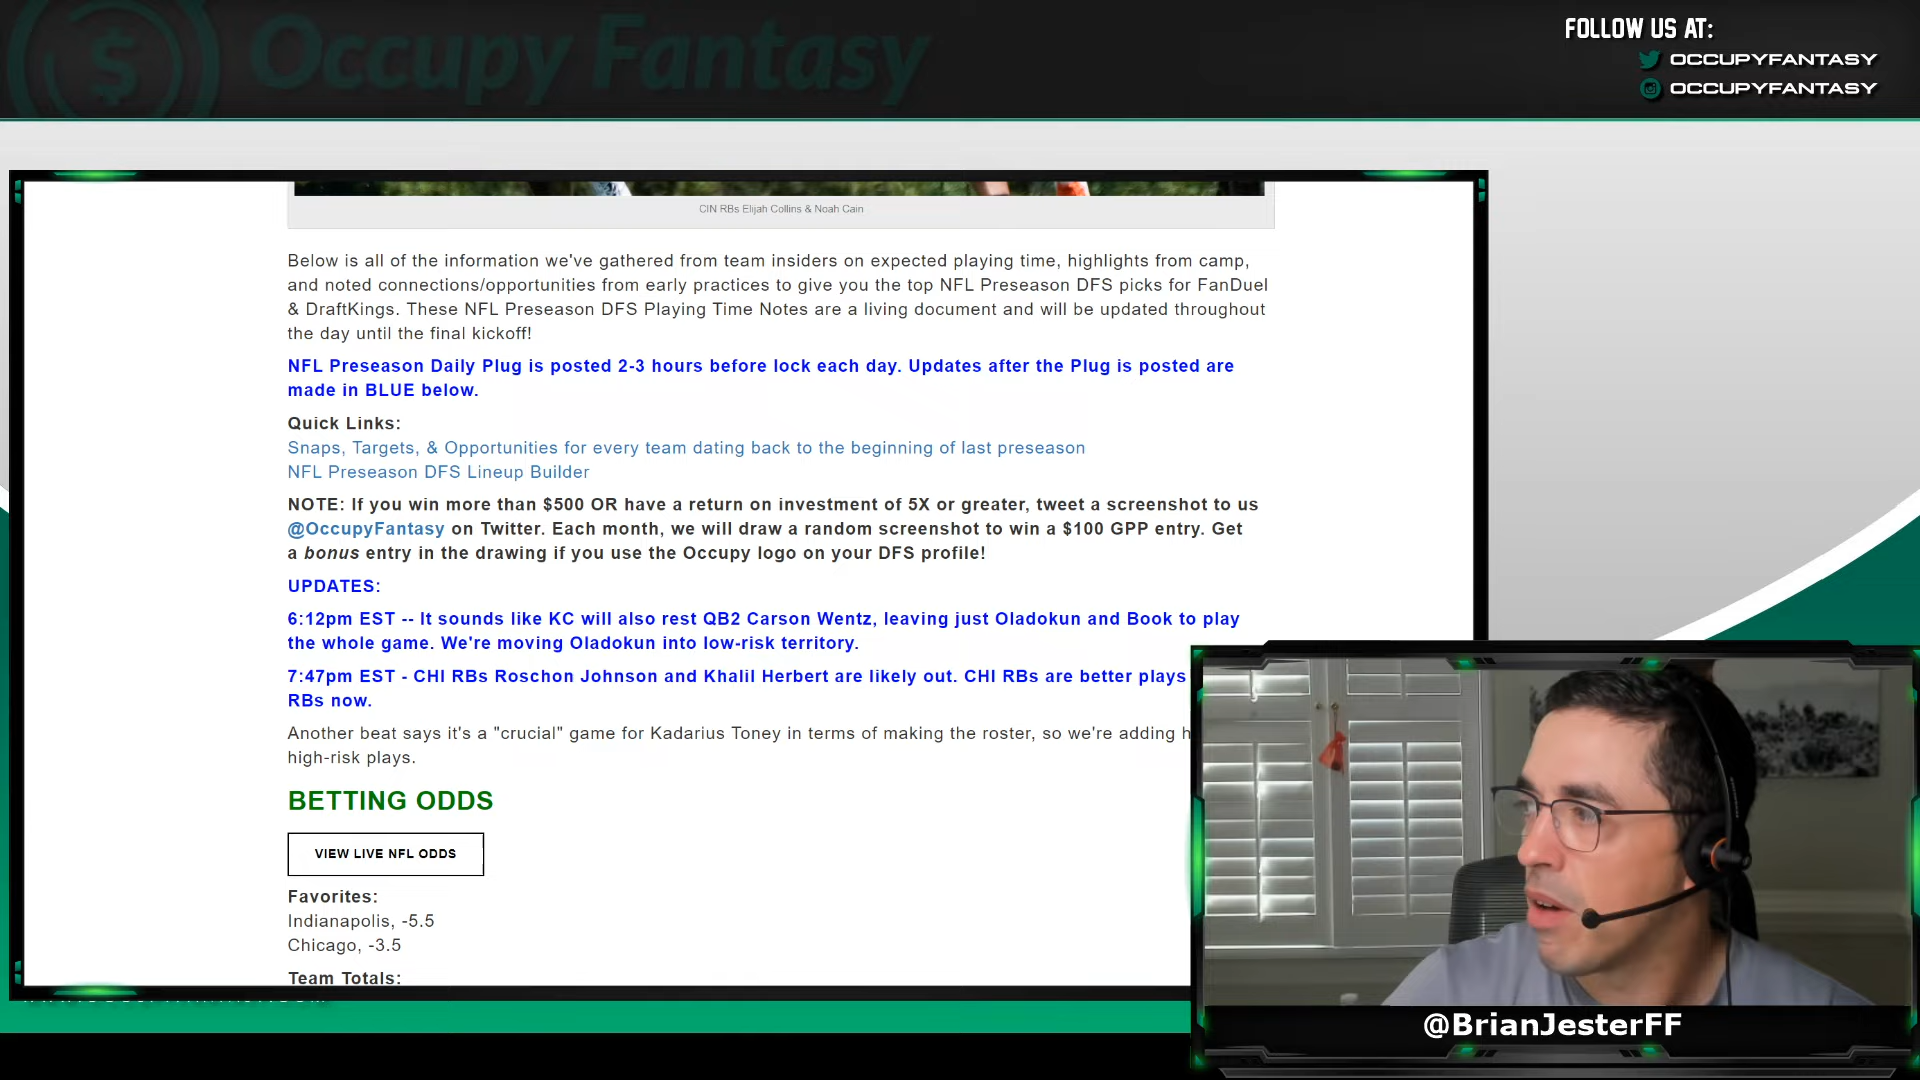 Occupy Fantasy
FOLLOW US AT:
OCCUPYFANTASY
OCCUPYFANTASY
CIN RBs Elijah Collins & Noah Cain
Below is all of the information we've gathered from team insiders on expected playing time, highlights from camp,
and noted connections/opportunities from early practices to give you the top NFL Preseason DFS picks for FanDuel
& DraftKings. These NFL Preseason DFS Playing Time Notes are a living document and will be updated throughout
the day until the final kickoff!
NFL Preseason Daily Plug is posted 2-3 hours before lock each day. Updates after the Plug is posted are
made in BLUE below.
Quick Links:
Snaps, Targets, & Opportunities for every team dating back to the beginning of last preseason
NFL Preseason DFS Lineup Builder
NOTE: If you win more than $500 OR have a return on investment of 5X or greater, tweet a screenshot to us
@OccupyFantasy on Twitter. Each month, we will draw a random screenshot to win a $100 GPP entry. Get
a bonus entry in the drawing if you use the Occupy logo on your DFS profile!
UPDATES:
6:12pm EST -- It sounds like KC will also rest QB2 Carson Wentz, leaving just Oladokun and Book to play
the whole game. We're moving Oladokun into low-risk territory.
7:47pm EST - CHI RBs Roschon Johnson and Khalil Herbert are likely out. CHI RBs are better plays
RBs now.
Another beat says it's a "crucial" game for Kadarius Toney in terms of making the roster, so we're adding
high-risk plays.
BETTING ODDS
VIEW LIVE NFL ODDS
Favorites:
Indianapolis, -5.5
Chicago, -3.5
Team Totals:
@BrianJesterFF